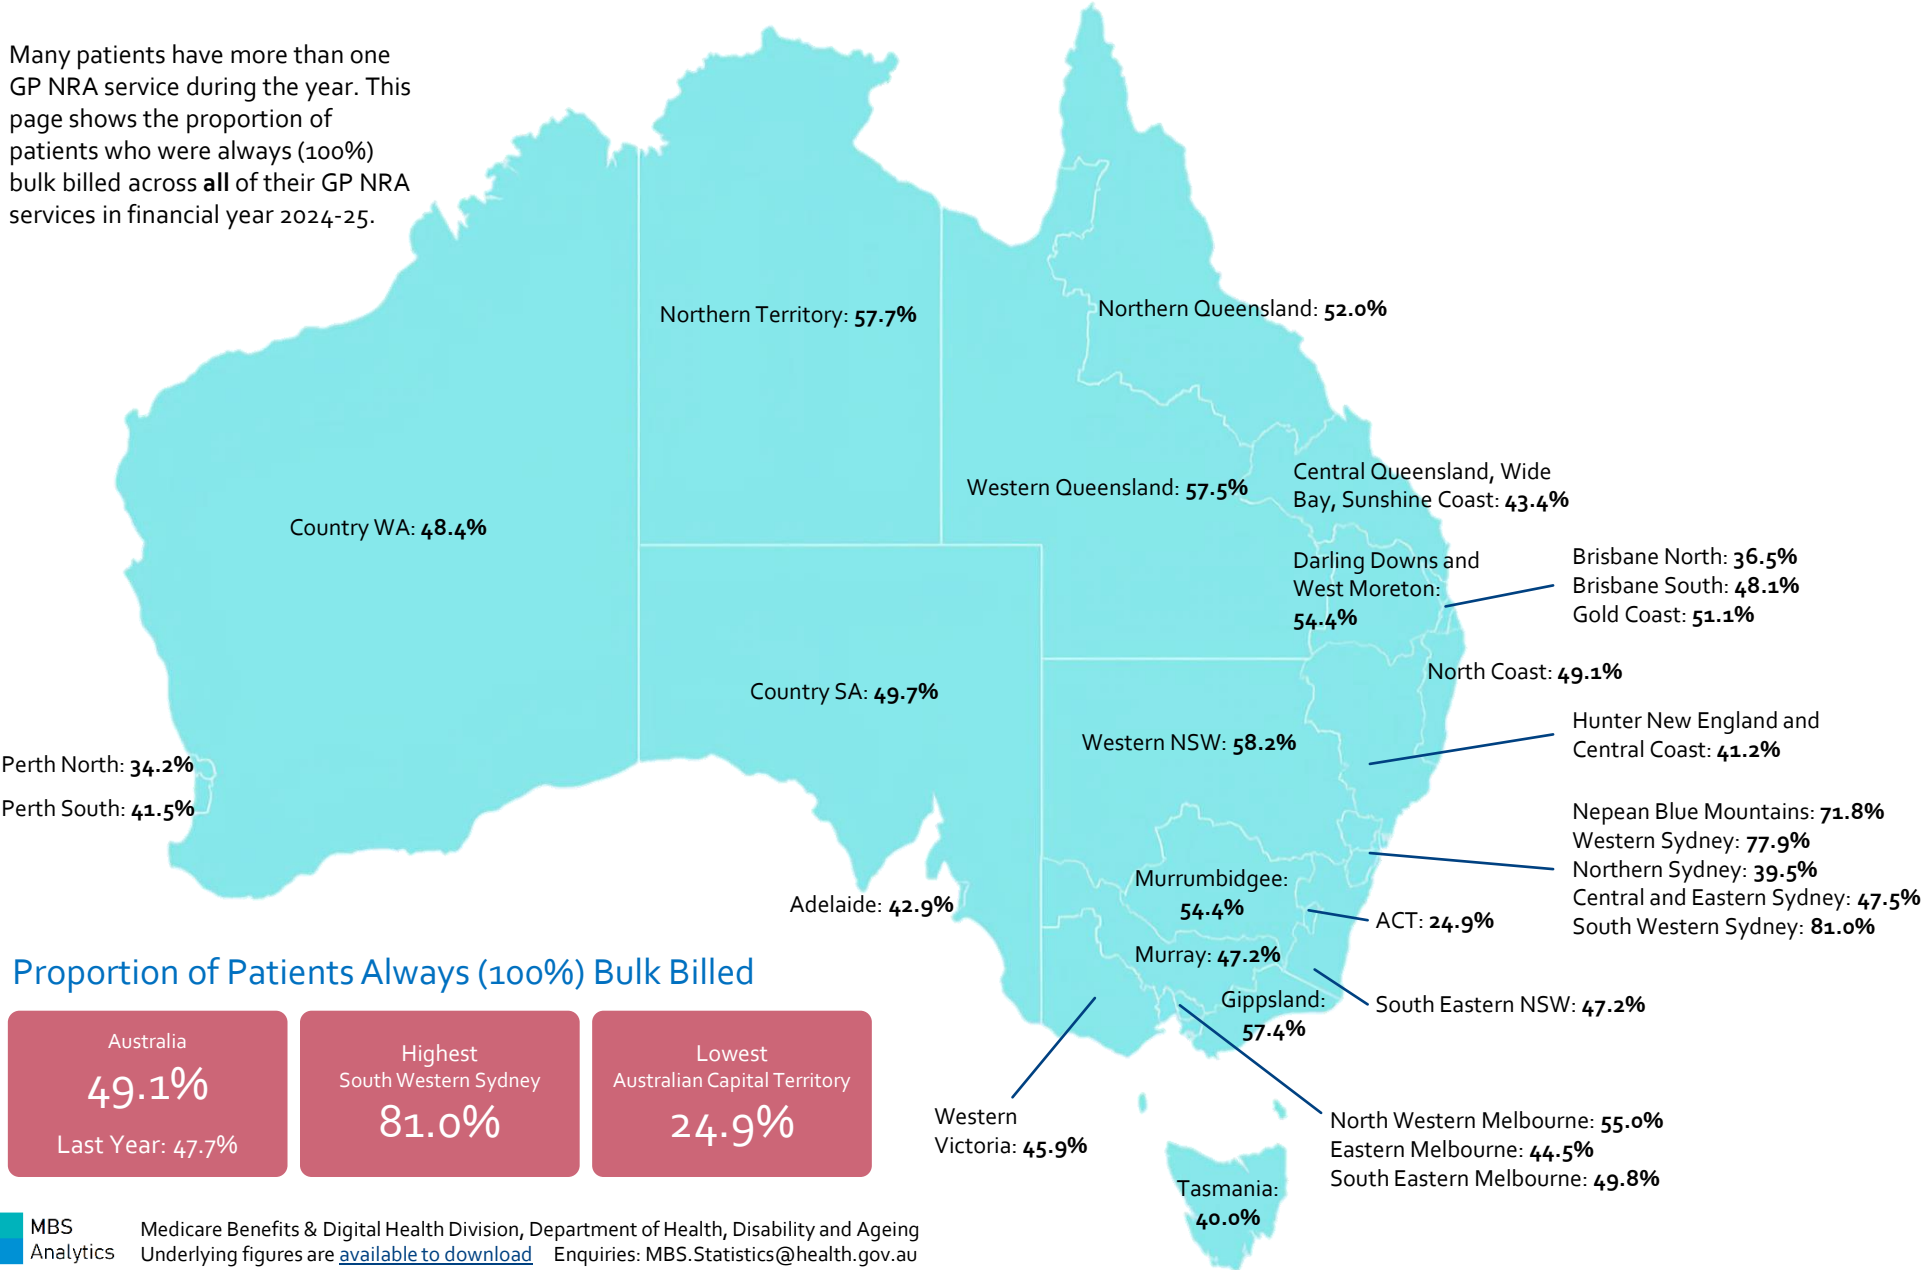 Many patients have more than one
GP NRA service during the year. This
page shows the proportion of
patients who were always (100%)
bulk billed across all of their GP NRA
services in financial year 2024-25.
Northern Territory: 57.7%
Northern Queensland: 52.0%
Western Queensland: 57.5%
Central Queensland, Wide
Bay, Sunshine Coast: 43.4%
Country WA: 48.4%
Darling Downs and
West Moreton:
54.4%
Brisbane North: 36.5%
Brisbane South: 48.1%
Gold Coast: 51.1%
Country SA: 49.7%
North Coast: 49.1%
Western NSW: 58.2%
Hunter New England and
Central Coast: 41.2%
Perth North: 34.2%
Perth South: 41.5%
Nepean Blue Mountains: 71.8%
Western Sydney: 77.9%
Northern Sydney: 39.5%
Central and Eastern Sydney: 47.5%
South Western Sydney: 81.0%
Murrumbidgee:
54.4%
Adelaide: 42.9%
ACT: 24.9%
Murray: 47.2%
Gippsland:
57.4%
South Eastern NSW: 47.2%
Proportion of Patients Always (100%) Bulk Billed
Australia
49.1%
Last Year: 47.7%
Highest
South Western Sydney
81.0%
Lowest
Australian Capital Territory
24.9%
Western
Victoria: 45.9%
North Western Melbourne: 55.0%
Eastern Melbourne: 44.5%
South Eastern Melbourne: 49.8%
Tasmania:
40.0%
MBS
Analytics
Medicare Benefits & Digital Health Division, Department of Health, Disability and Ageing
Underlying figures are available to download Enquiries: MBS.Statistics@health.gov.au